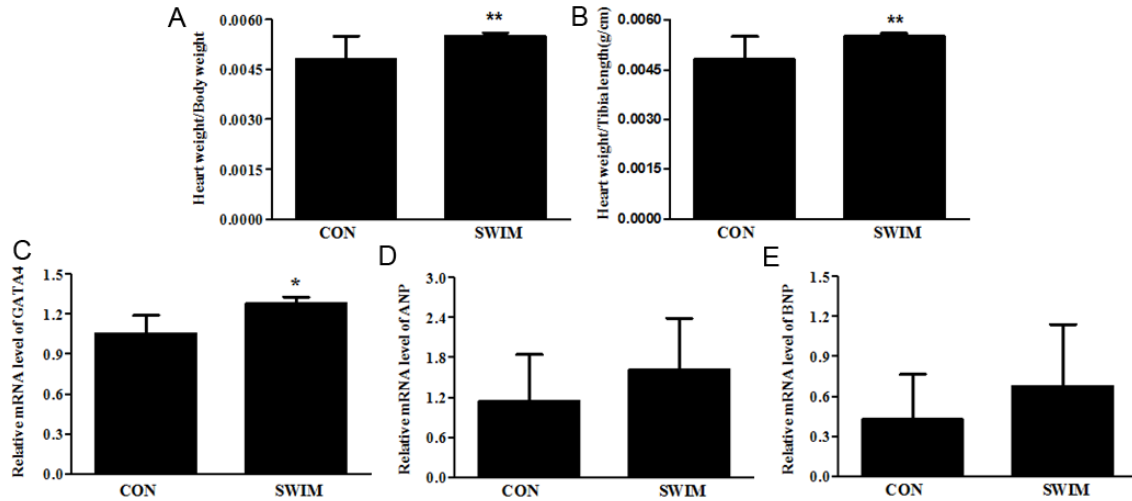 A
Heart weight/Body weight
0.0060
0.0045
0.0030
0.0015
0.0000
**
CON SWIM
B
Heart weight/Tibia length(g/cm)
0.0060
0.0045
0.0030
0.0015
0.0000
**
CON SWIM
C
Relative mRNA level of GATA4
1.5
1.2
0.9
0.6
0.3
0.0
*
CON SWIM
D
Relative mRNA level of ANP
3.0
2.4
1.8
1.2
0.6
0.0
CON SWIM
E
Relative mRNA level of BNP
1.5
1.2
0.9
0.6
0.3
0.0
CON SWIM